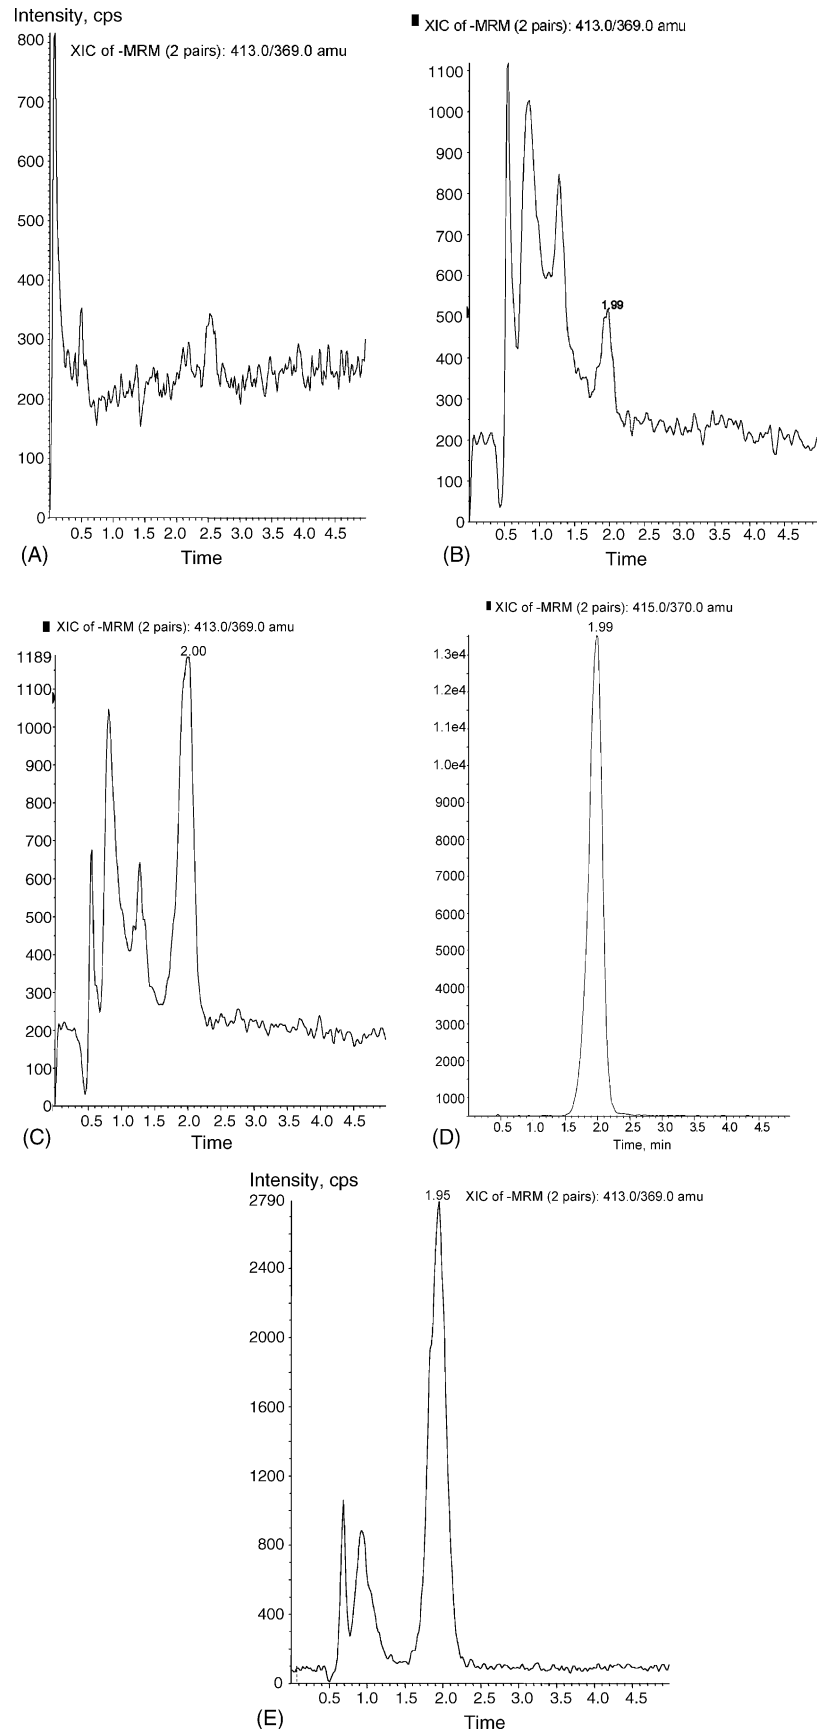 Intensity, cps
XIC of -MRM (2 pairs): 413.0/369.0 amu
800
700
600
500
400
300
200
100
0
0.5 1.0 1.5 2.0 2.5 3.0 3.5 4.0 4.5
(A)
Time
XIC of -MRM (2 pairs): 413.0/369.0 amu
1100
1000
900
800
700
600
500
400
300
200
100
0
1.99
0.5 1.0 1.5 2.0 2.5 3.0 3.5 4.0 4.5
(B)
Time
XIC of -MRM (2 pairs): 413.0/369.0 amu
2.00
1189
1100
1000
900
800
700
600
500
400
300
200
100
0
0.5 1.0 1.5 2.0 2.5 3.0 3.5 4.0 4.5
(C)
Time
XIC of -MRM (2 pairs): 415.0/370.0 amu
1.99
1.3e4
1.2e4
1.1e4
1.0e4
9000
8000
7000
6000
5000
4000
3000
2000
1000
0.5 1.0 1.5 2.0 2.5 3.0 3.5 4.0 4.5
(D)
Time, min
Intensity, cps
1.95 XIC of -MRM (2 pairs): 413.0/369.0 amu
2790
2400
2000
1600
1200
800
400
0
0.5 1.0 1.5 2.0 2.5 3.0 3.5 4.0 4.5
(E)
Time